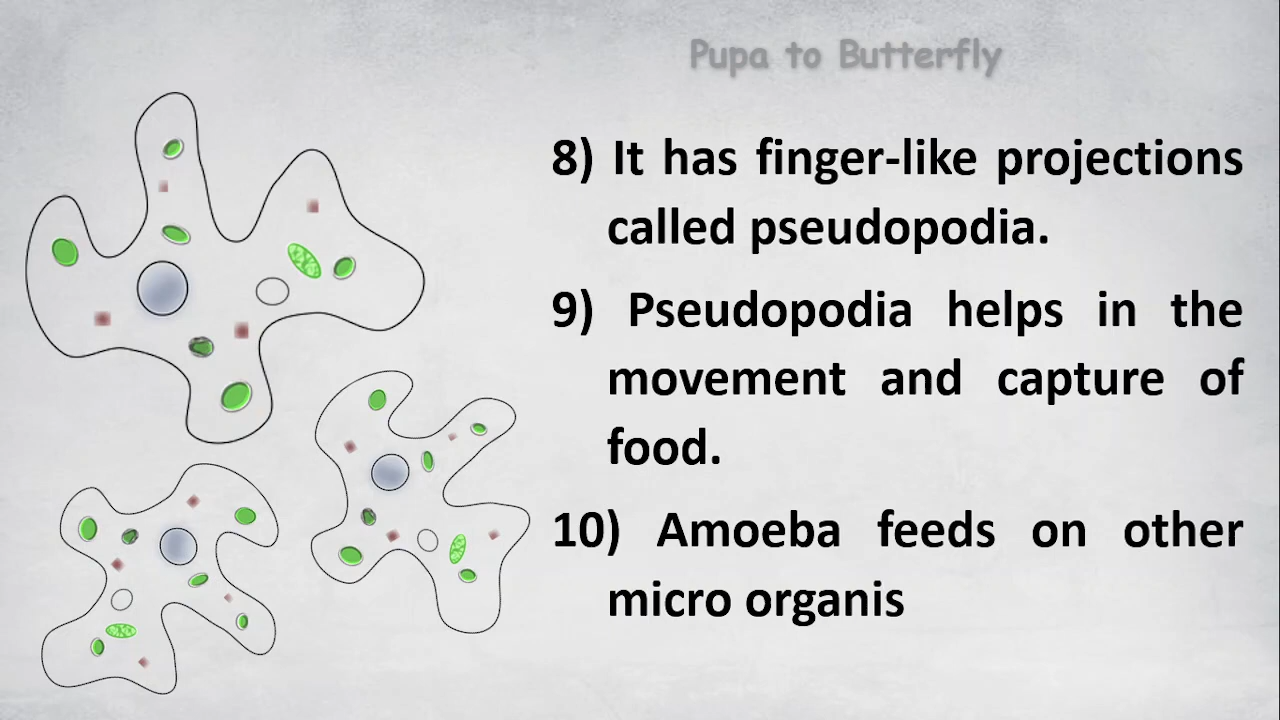 Pupa to Butterfly
8) It has finger-like projections
called pseudopodia.
9) Pseudopodia helps in the
movement and capture of
food.
10) Amoeba feeds on other
micro organis